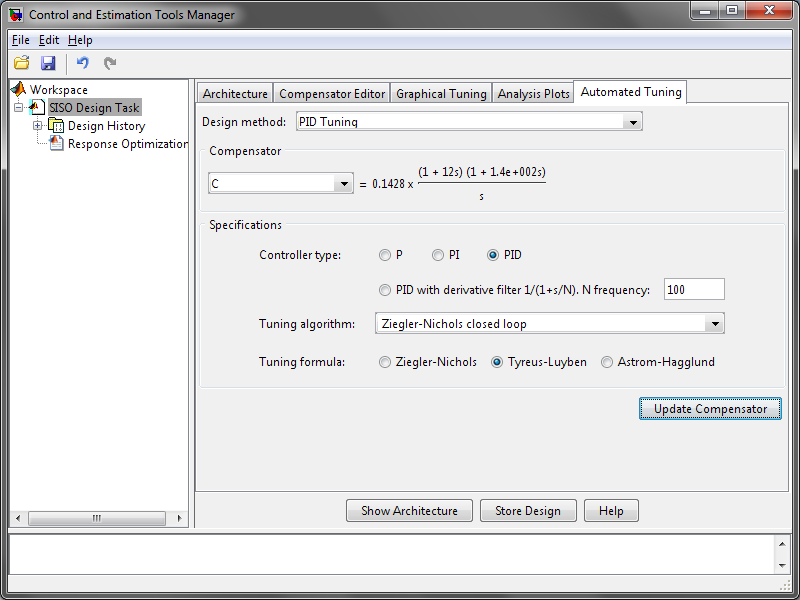 Control and Estimation Tools Manager
File Edit Help
Workspace
SISO Design Task
Design History
Response Optimization
Architecture Compensator Editor Graphical Tuning Analysis Plots Automated Tuning
Design method: PID Tuning
Compensator
(1 + 12s) (1 + 1.4e+002s)
C = 0.1428 x
s
Specifications
Controller type: P PI PID
PID with derivative filter 1/(1+s/N). N frequency: 100
Tuning algorithm: Ziegler-Nichols closed loop
Tuning formula: Ziegler-Nichols Tyreus-Luyben Astrom-Hagglund
Update Compensator
Show Architecture Store Design Help